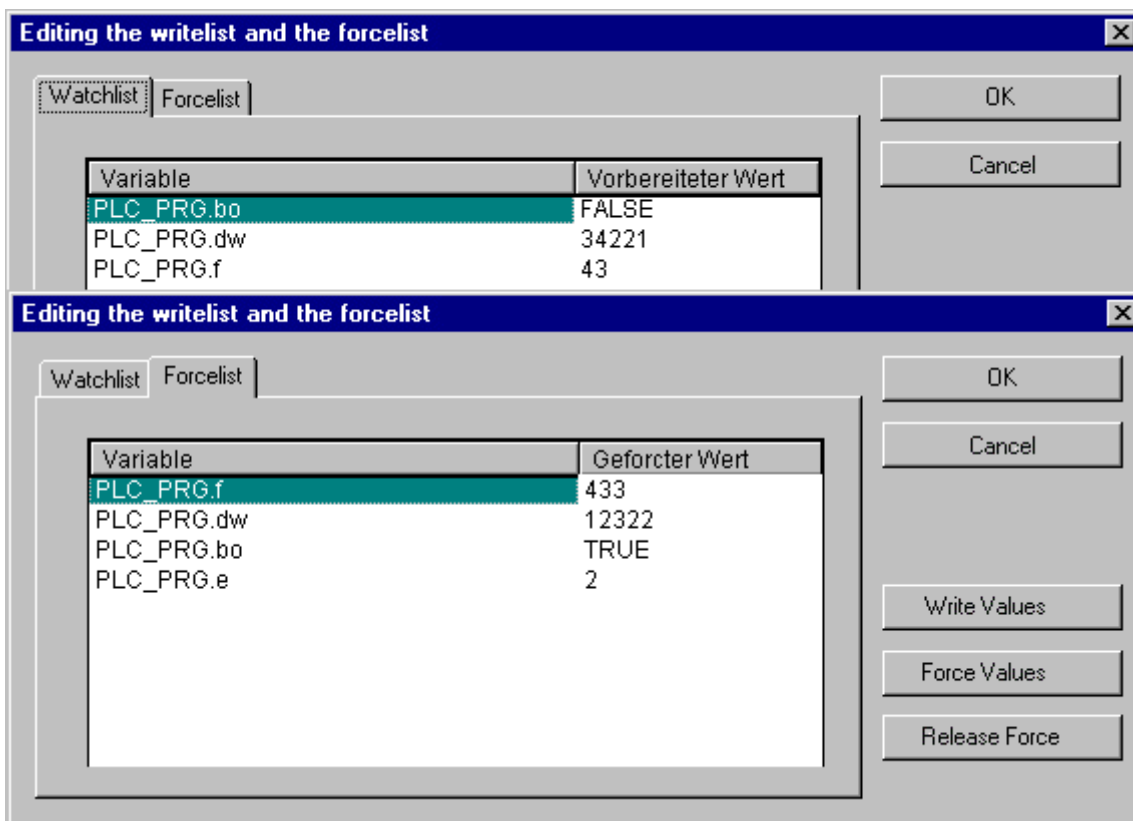 Editing the writelist and the forcelist
Watchlist Forcelist
OK
Cancel
Variable Vorbereiteter Wert
PLC_PRG.bo FALSE
PLC_PRG.dw 34221
PLC_PRG.f 43
Editing the writelist and the forcelist
Watchlist Forcelist
OK
Cancel
Variable Geforcter Wert
PLC_PRG.f 433
PLC_PRG.dw 12322
PLC_PRG.bo TRUE
PLC_PRG.e 2
Write Values
Force Values
Release Force